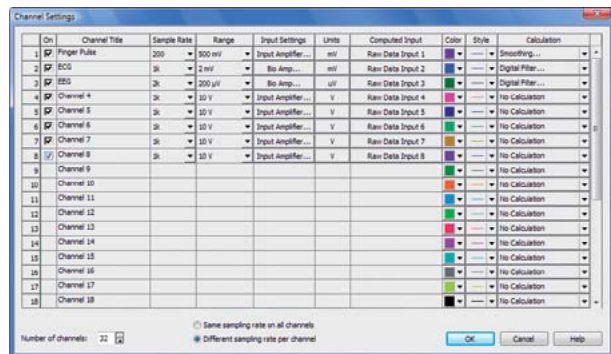 Channel Settings
On Channel Title Sample Rate Range Input Settings Units Computed Input Color Style Calculation
1 Finger Pulse 200 500 mV Input Amplifier... mV Raw Data Input 1 Smoothing...
2 ECG 2k 2 mV Bio Amp... mV Raw Data Input 2 Digital Filter...
3 EEG 2k 200 µV Bio Amp... uV Raw Data Input 3 Digital Filter...
4 Channel 4 2k 10 V Input Amplifier... V Raw Data Input 4 No Calculation
5 Channel 5 2k 10 V Input Amplifier... V Raw Data Input 5 No Calculation
6 Channel 6 2k 10 V Input Amplifier... V Raw Data Input 6 No Calculation
7 Channel 7 2k 10 V Input Amplifier... V Raw Data Input 7 No Calculation
8 Channel 8 10 V Input Amplifier... V Raw Data Input 8 No Calculation
9 Channel 9 No Calculation
10 Channel 10 No Calculation
11 Channel 11 No Calculation
12 Channel 12 No Calculation
13 Channel 13 No Calculation
14 Channel 14 No Calculation
15 Channel 15 No Calculation
16 Channel 16 No Calculation
17 Channel 17 No Calculation
18 Channel 18 No Calculation
Same sampling rate on all channels
Number of channels: 32 Different sampling rate per channel OK Cancel Help